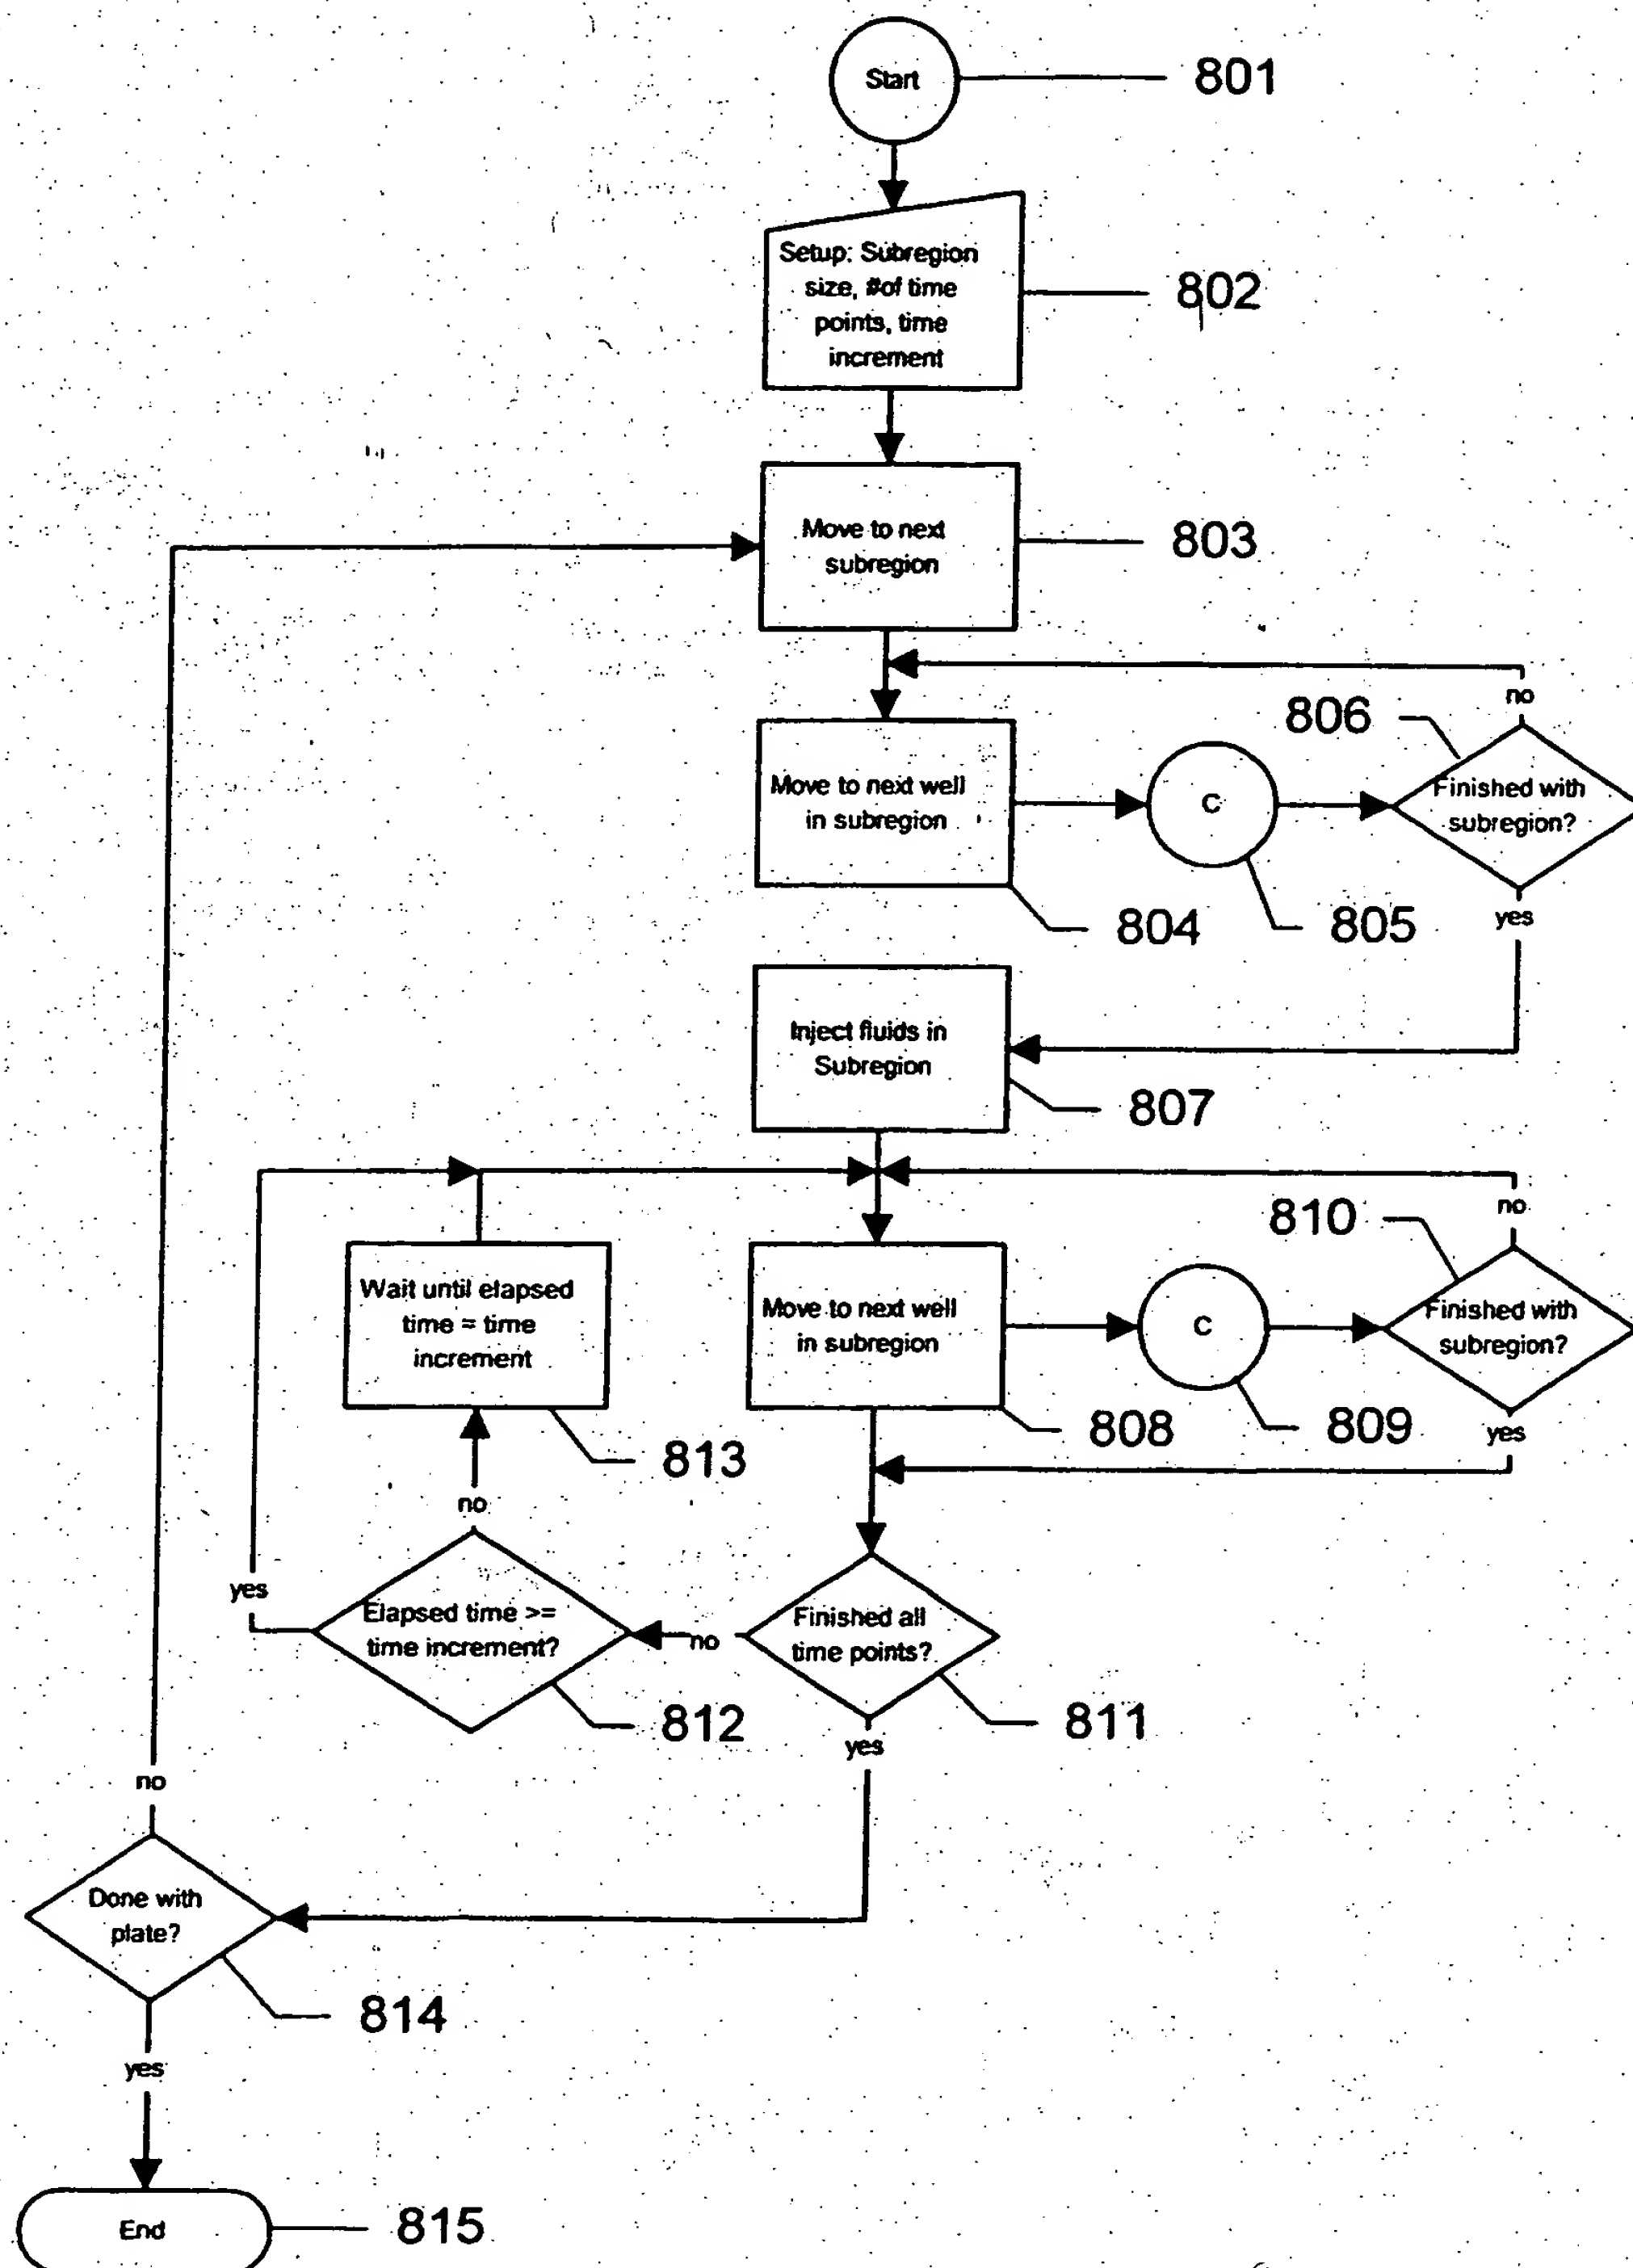 Start
801
Setup: Subregion
size, #of time
points, time
increment
802
Move to next
subregion
803
no
806
Move to next well
in subregion
C
Finished with
subregion?
804
805
yes
Inject fluids in
Subregion
807
no
810
Wait until elapsed
time = time
increment
Move to next well
in subregion
C
Finished with
subregion?
813
808
809
yes
no
yes
Elapsed time >=
time increment?
no
Finished all
time points?
812
811
yes
no
Done with
plate?
814
yes
End
815